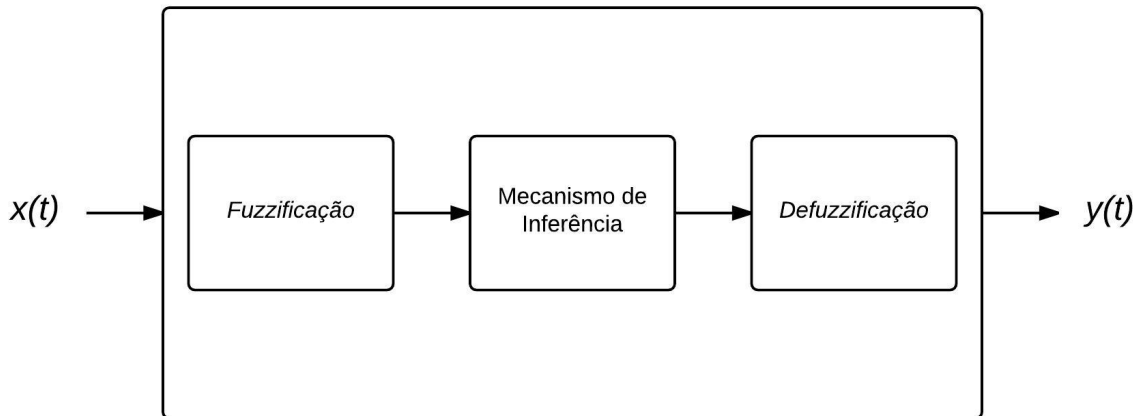 x(t)
Fuzzificação
Mecanismo de
Inferência
Defuzzificação
y(t)